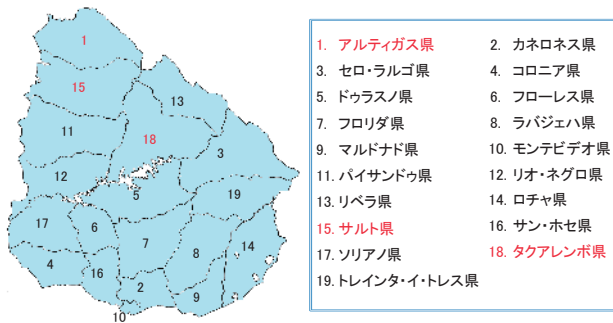 1
15
13
11
18
3
12
5
19
17
6
7
8
14
4
16
2
9
10
1. アルティガス県
2. カネロネス県
3. セロ・ラルゴ県
4. コロニア県
5. ドゥラスノ県
6. フローレス県
7. フロリダ県
8. ラバジェハ県
9. マルドナド県
10. モンテビデオ県
11. パイサンドゥ県
12. リオ・ネグロ県
13. リベラ県
14. ロチャ県
15. サルト県
16. サン・ホセ県
17. ソリアノ県
18. タクアレンボ県
19. トレインタ・イ・トレス県